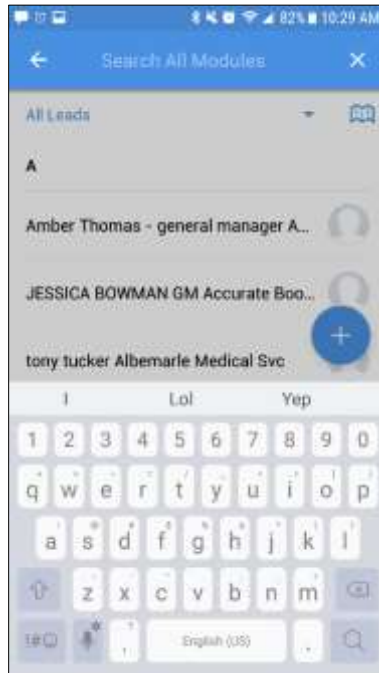 82% 10:29 AM
Search All Modules
All Leads
A
Amber Thomas - general manager A...
JESSICA BOWMAN GM Accurate Boo...
tony tucker Albemarle Medical Svc
I Lol Yep
1 2 3 4 5 6 7 8 9 0
q w e r t y u i o p
a s d f g h j k l
z x c v b n m
!#☺ , English (US) .